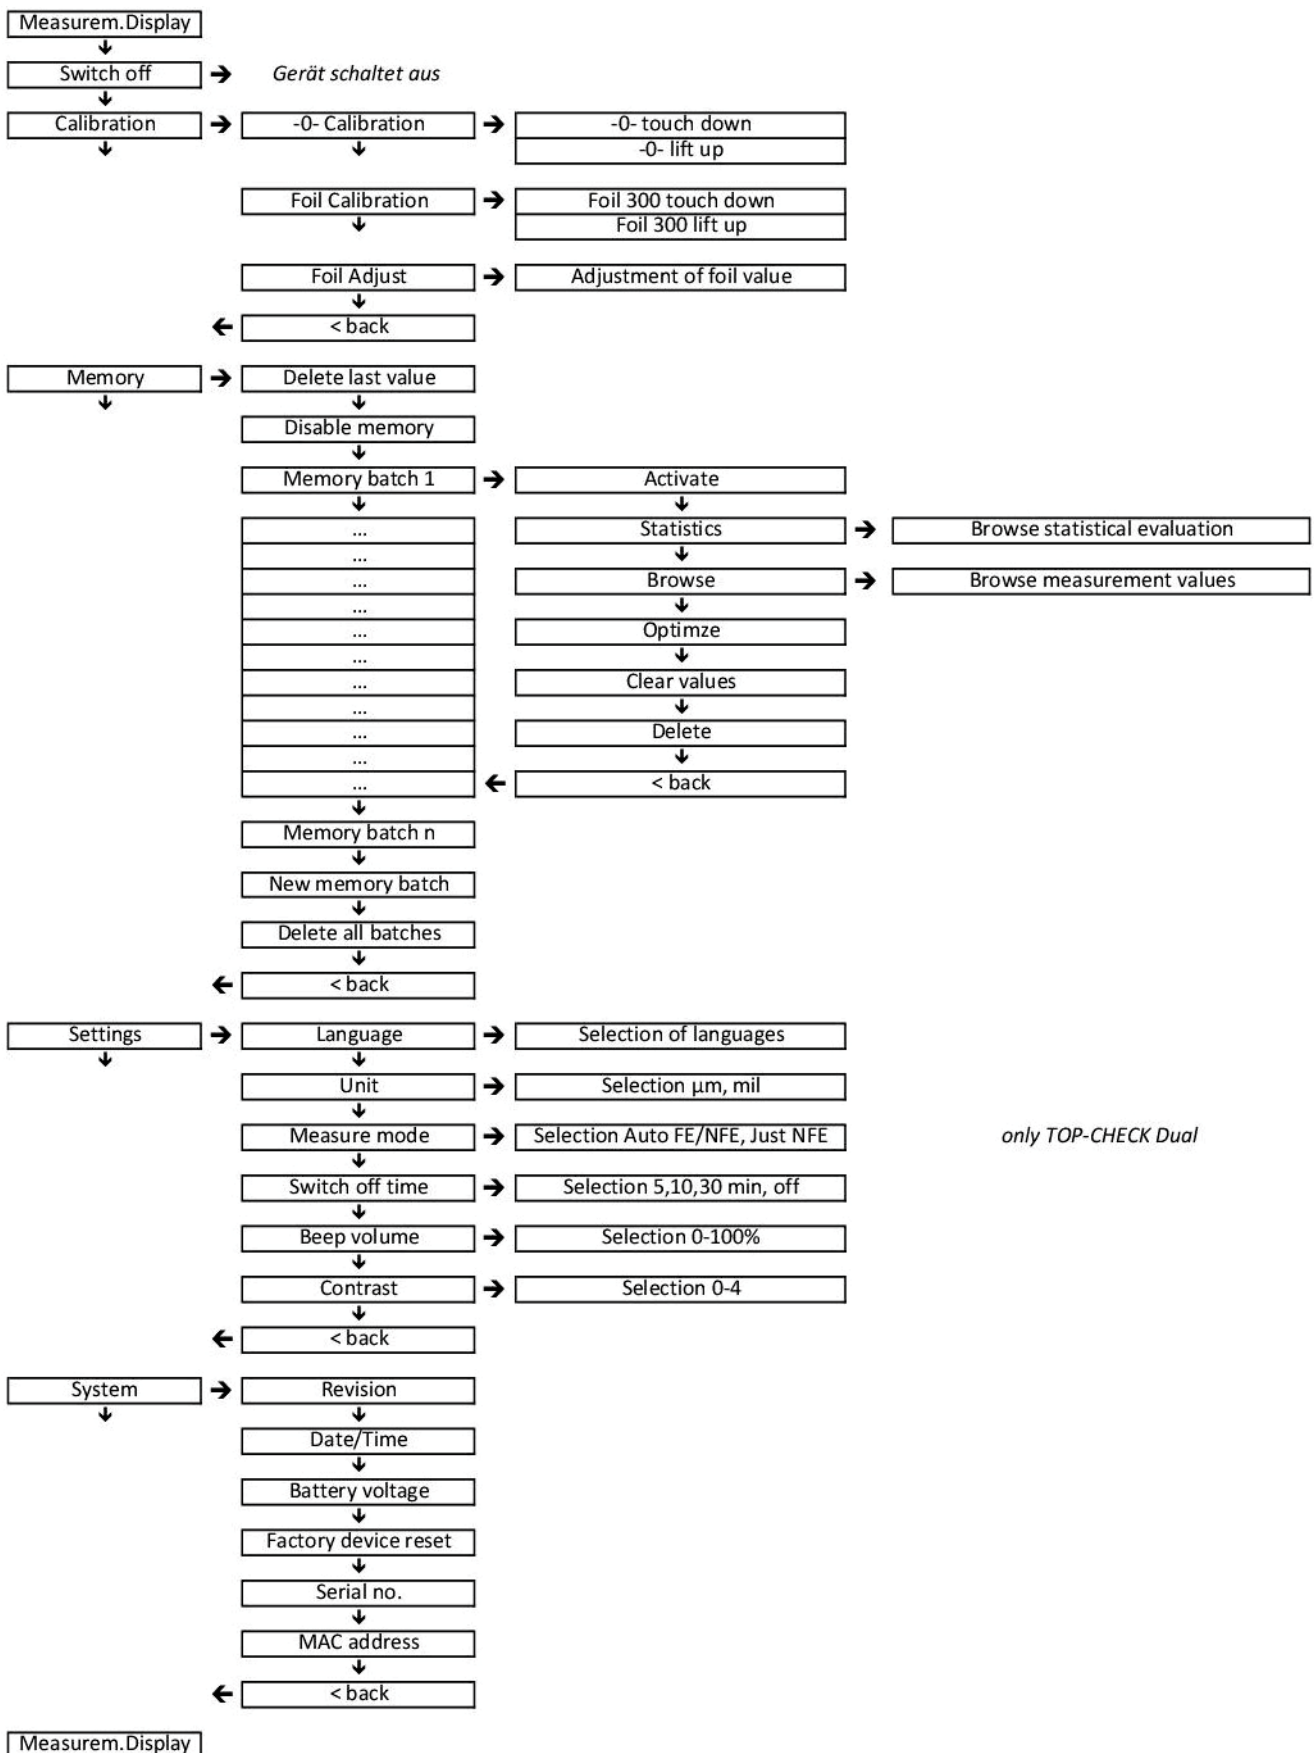 Measurem.Display
Switch off Gerät schaltet aus
Calibration -0- Calibration -0- touch down
-0- lift up
Foil Calibration Foil 300 touch down
Foil 300 lift up
Foil Adjust Adjustment of foil value
< back
Memory Delete last value
Disable memory
Memory batch 1 Activate
... Statistics Browse statistical evaluation
...
... Browse Browse measurement values
...
... Optimze
...
... Clear values
...
... Delete
...
... < back
Memory batch n
New memory batch
Delete all batches
< back
Settings Language Selection of languages
Unit Selection µm, mil
Measure mode Selection Auto FE/NFE, Just NFE only TOP-CHECK Dual
Switch off time Selection 5,10,30 min, off
Beep volume Selection 0-100%
Contrast Selection 0-4
< back
System Revision
Date/Time
Battery voltage
Factory device reset
Serial no.
MAC address
< back
Measurem.Display